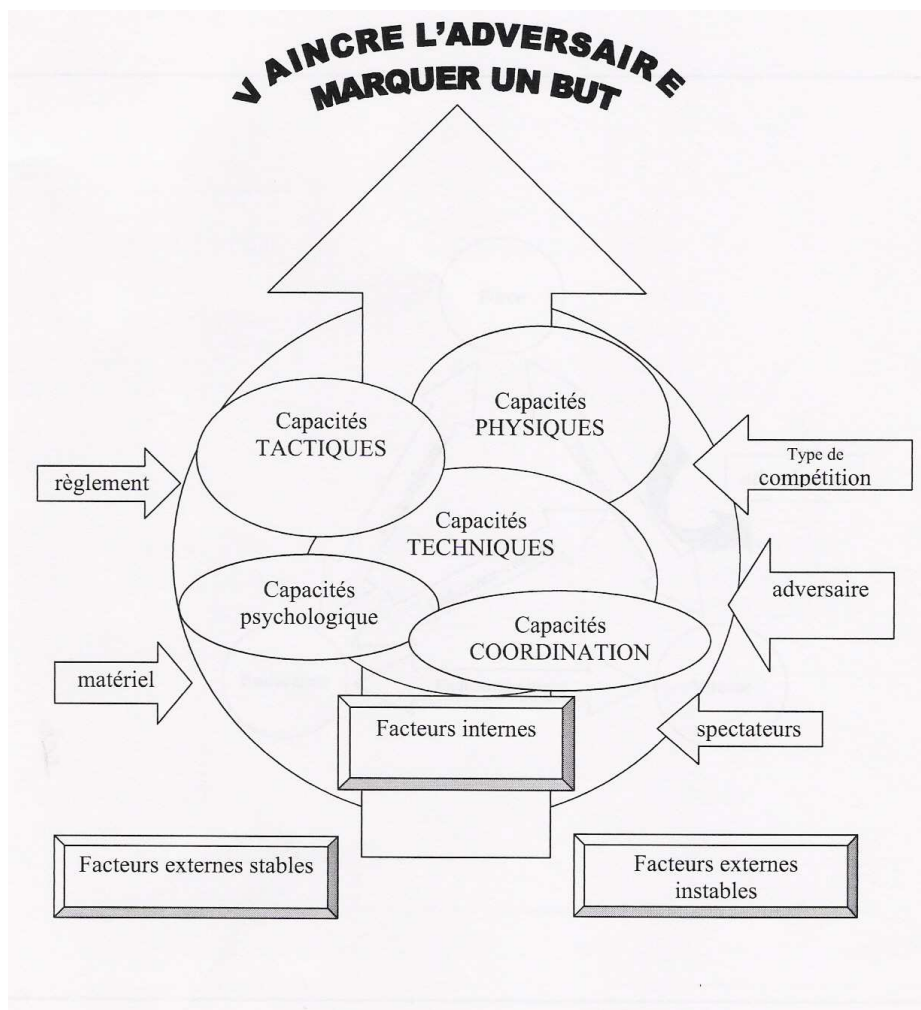 VAINCRE L'ADVERSAIRE
MARQUER UN BUT
Capacités
PHYSIQUES
Capacités
TACTIQUES
Type de
compétition
règlement
Capacités
TECHNIQUES
adversaire
Capacités
psychologique
Capacités
COORDINATION
matériel
Facteurs internes
spectateurs
Facteurs externes stables
Facteurs externes
instables